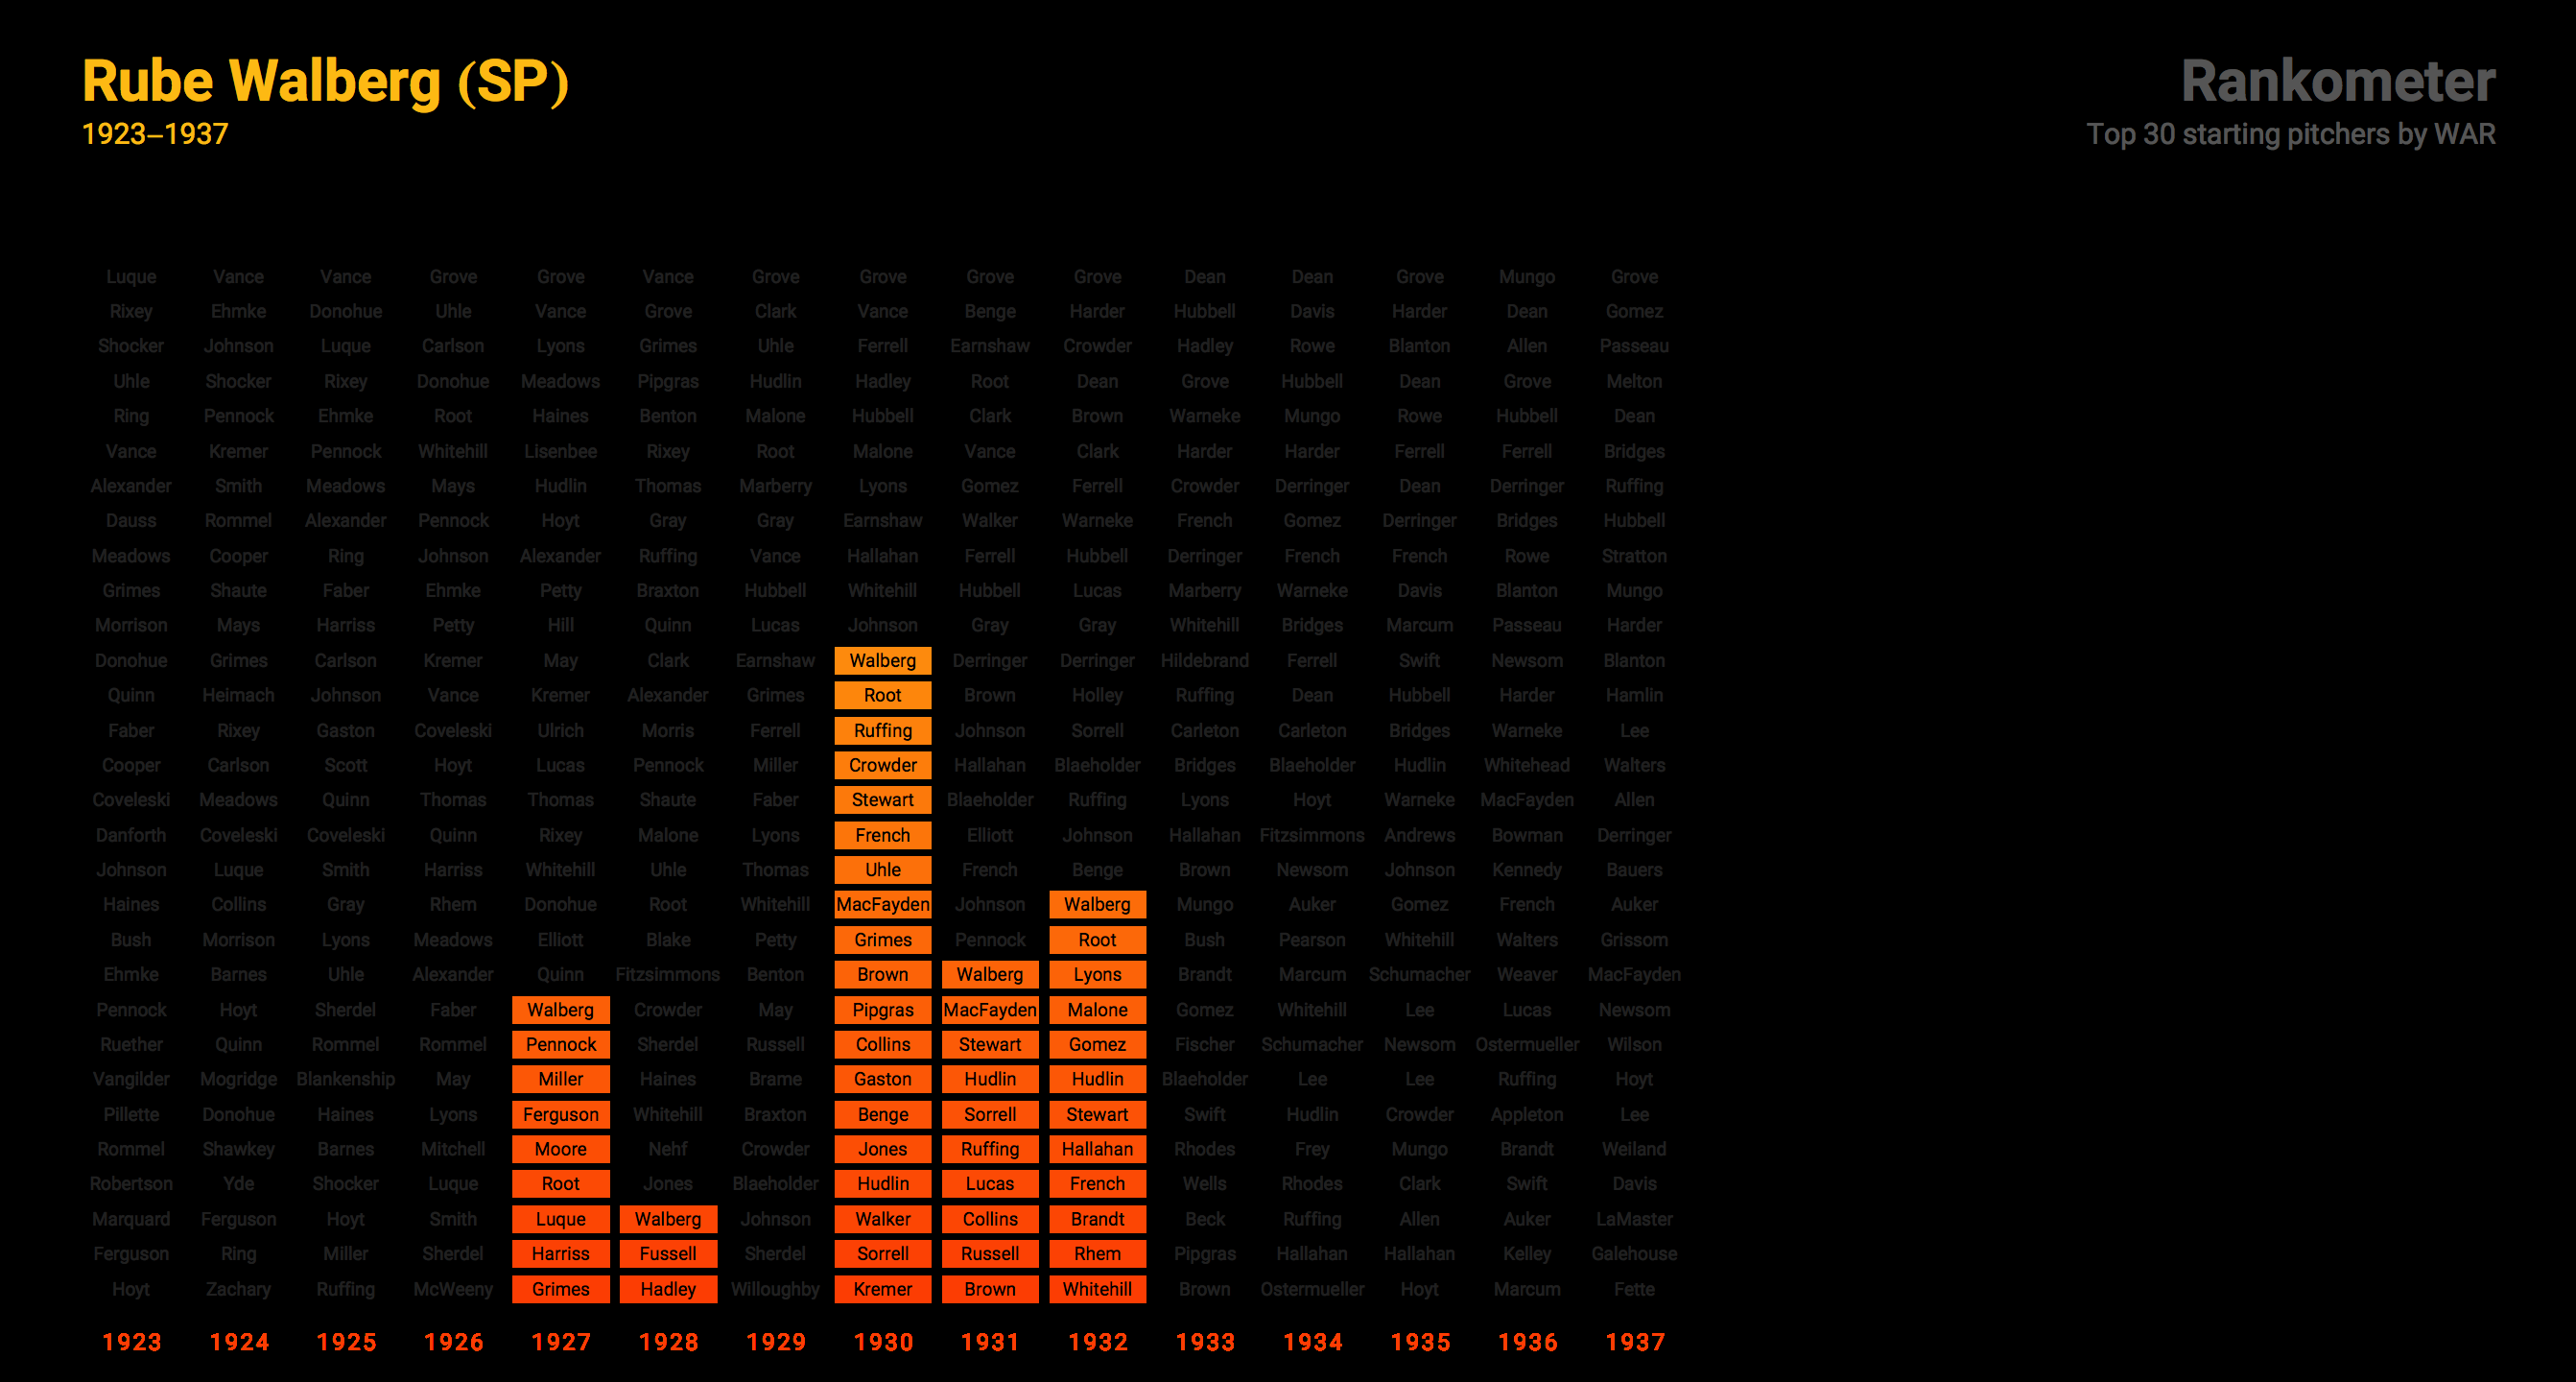 Rube Walberg (SP)
1923–1937
Rankometer
Top 30 starting pitchers by WAR
Luque Vance Vance Grove Grove Vance Grove Grove Grove Grove Dean Dean Grove Mungo Grove
Rixey Ehmke Donohue Uhle Vance Grove Clark Vance Benge Harder Hubbell Davis Harder Dean Gomez
Shocker Johnson Luque Carlson Lyons Grimes Uhle Ferrell Earnshaw Crowder Hadley Rowe Blanton Allen Passeau
Uhle Shocker Rixey Donohue Meadows Pipgras Hudlin Hadley Root Dean Grove Hubbell Dean Grove Melton
Ring Pennock Ehmke Root Haines Benton Malone Hubbell Clark Brown Warneke Mungo Rowe Hubbell Dean
Vance Kremer Pennock Whitehill Lisenbee Rixey Root Malone Vance Clark Harder Harder Ferrell Ferrell Bridges
Alexander Smith Meadows Mays Hudlin Thomas Marberry Lyons Gomez Ferrell Crowder Derringer Dean Derringer Ruffing
Dauss Rommel Alexander Pennock Hoyt Gray Gray Earnshaw Walker Warneke French Gomez Derringer Bridges Hubbell
Meadows Cooper Ring Johnson Alexander Ruffing Vance Hallahan Ferrell Hubbell Derringer French French Rowe Stratton
Grimes Shaute Faber Ehmke Petty Braxton Hubbell Whitehill Hubbell Lucas Marberry Warneke Davis Blanton Mungo
Morrison Mays Harriss Petty Hill Quinn Lucas Johnson Gray Gray Whitehill Bridges Marcum Passeau Harder
Donohue Grimes Carlson Kremer May Clark Earnshaw Walberg Derringer Derringer Hildebrand Ferrell Swift Newsom Blanton
Quinn Heimach Johnson Vance Kremer Alexander Grimes Root Brown Holley Ruffing Dean Hubbell Harder Hamlin
Faber Rixey Gaston Coveleski Ulrich Morris Ferrell Ruffing Johnson Sorrell Carleton Carleton Bridges Warneke Lee
Cooper Carlson Scott Hoyt Lucas Pennock Miller Crowder Hallahan Blaeholder Bridges Blaeholder Hudlin Whitehead Walters
Coveleski Meadows Quinn Thomas Thomas Shaute Faber Stewart Blaeholder Ruffing Lyons Hoyt Warneke MacFayden Allen
Danforth Coveleski Coveleski Quinn Rixey Malone Lyons French Elliott Johnson Hallahan Fitzsimmons Andrews Bowman Derringer
Johnson Luque Smith Harriss Whitehill Uhle Thomas Uhle French Benge Brown Newsom Johnson Kennedy Bauers
Haines Collins Gray Rhem Donohue Root Whitehill MacFayden Johnson Walberg Mungo Auker Gomez French Auker
Bush Morrison Lyons Meadows Elliott Blake Petty Grimes Pennock Root Bush Pearson Whitehill Walters Grissom
Ehmke Barnes Uhle Alexander Quinn Fitzsimmons Benton Brown Walberg Lyons Brandt Marcum Schumacher Weaver MacFayden
Pennock Hoyt Sherdel Faber Walberg Crowder May Pipgras MacFayden Malone Gomez Whitehill Lee Lucas Newsom
Ruether Quinn Rommel Rommel Pennock Sherdel Russell Collins Stewart Gomez Fischer Schumacher Newsom Ostermueller Wilson
Vangilder Mogridge Blankenship May Miller Haines Brame Gaston Hudlin Hudlin Blaeholder Lee Lee Ruffing Hoyt
Pillette Donohue Haines Lyons Ferguson Whitehill Braxton Benge Sorrell Stewart Swift Hudlin Crowder Appleton Lee
Rommel Shawkey Barnes Mitchell Moore Nehf Crowder Jones Ruffing Hallahan Rhodes Frey Mungo Brandt Weiland
Robertson Yde Shocker Luque Root Jones Blaeholder Hudlin Lucas French Wells Rhodes Clark Swift Davis
Marquard Ferguson Hoyt Smith Luque Walberg Johnson Walker Collins Brandt Beck Ruffing Allen Auker LaMaster
Ferguson Ring Miller Sherdel Harriss Fussell Sherdel Sorrell Russell Rhem Pipgras Hallahan Hallahan Kelley Galehouse
Hoyt Zachary Ruffing McWeeny Grimes Hadley Willoughby Kremer Brown Whitehill Brown Ostermueller Hoyt Marcum Fette
1923 1924 1925 1926 1927 1928 1929 1930 1931 1932 1933 1934 1935 1936 1937